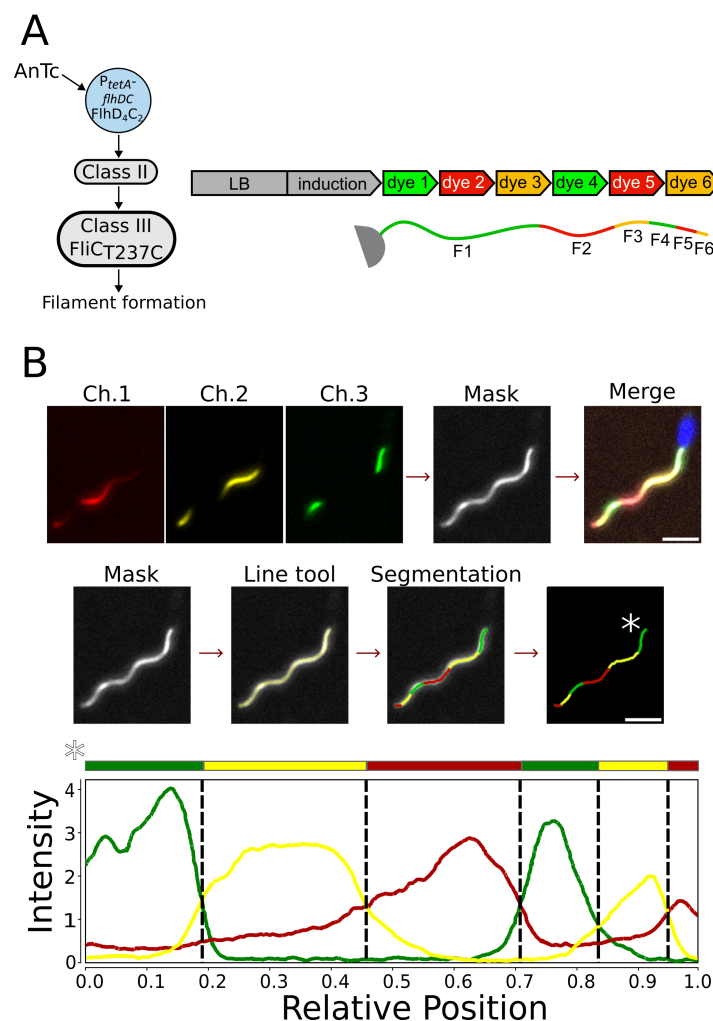 A
AnTc
PtetA-
flhDC
FlhD4C2
Class II
Class III
FliCT237C
Filament formation
LB
induction
dye 1
dye 2
dye 3
dye 4
dye 5
dye 6
F1
F2
F3
F4
F5
F6
B
Ch.1
Ch.2
Ch.3
Mask
Merge
Mask
Line tool
Segmentation
*
*
Intensity
4
3
2
1
0
0.0 0.1 0.2 0.3 0.4 0.5 0.6 0.7 0.8 0.9 1.0
Relative Position